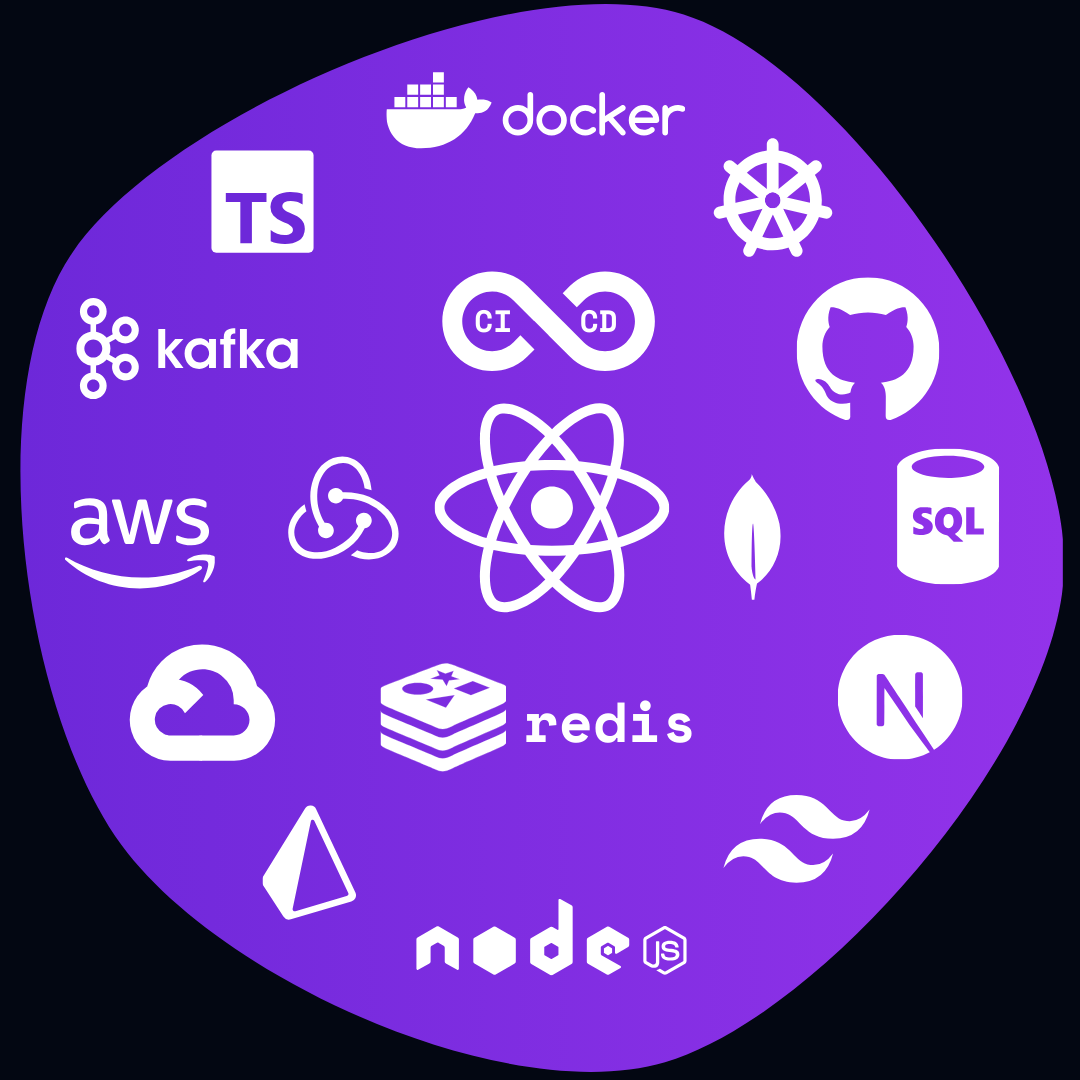 docker
TS
CI CD
kafka
aws
SQL
N
redis
node
JS